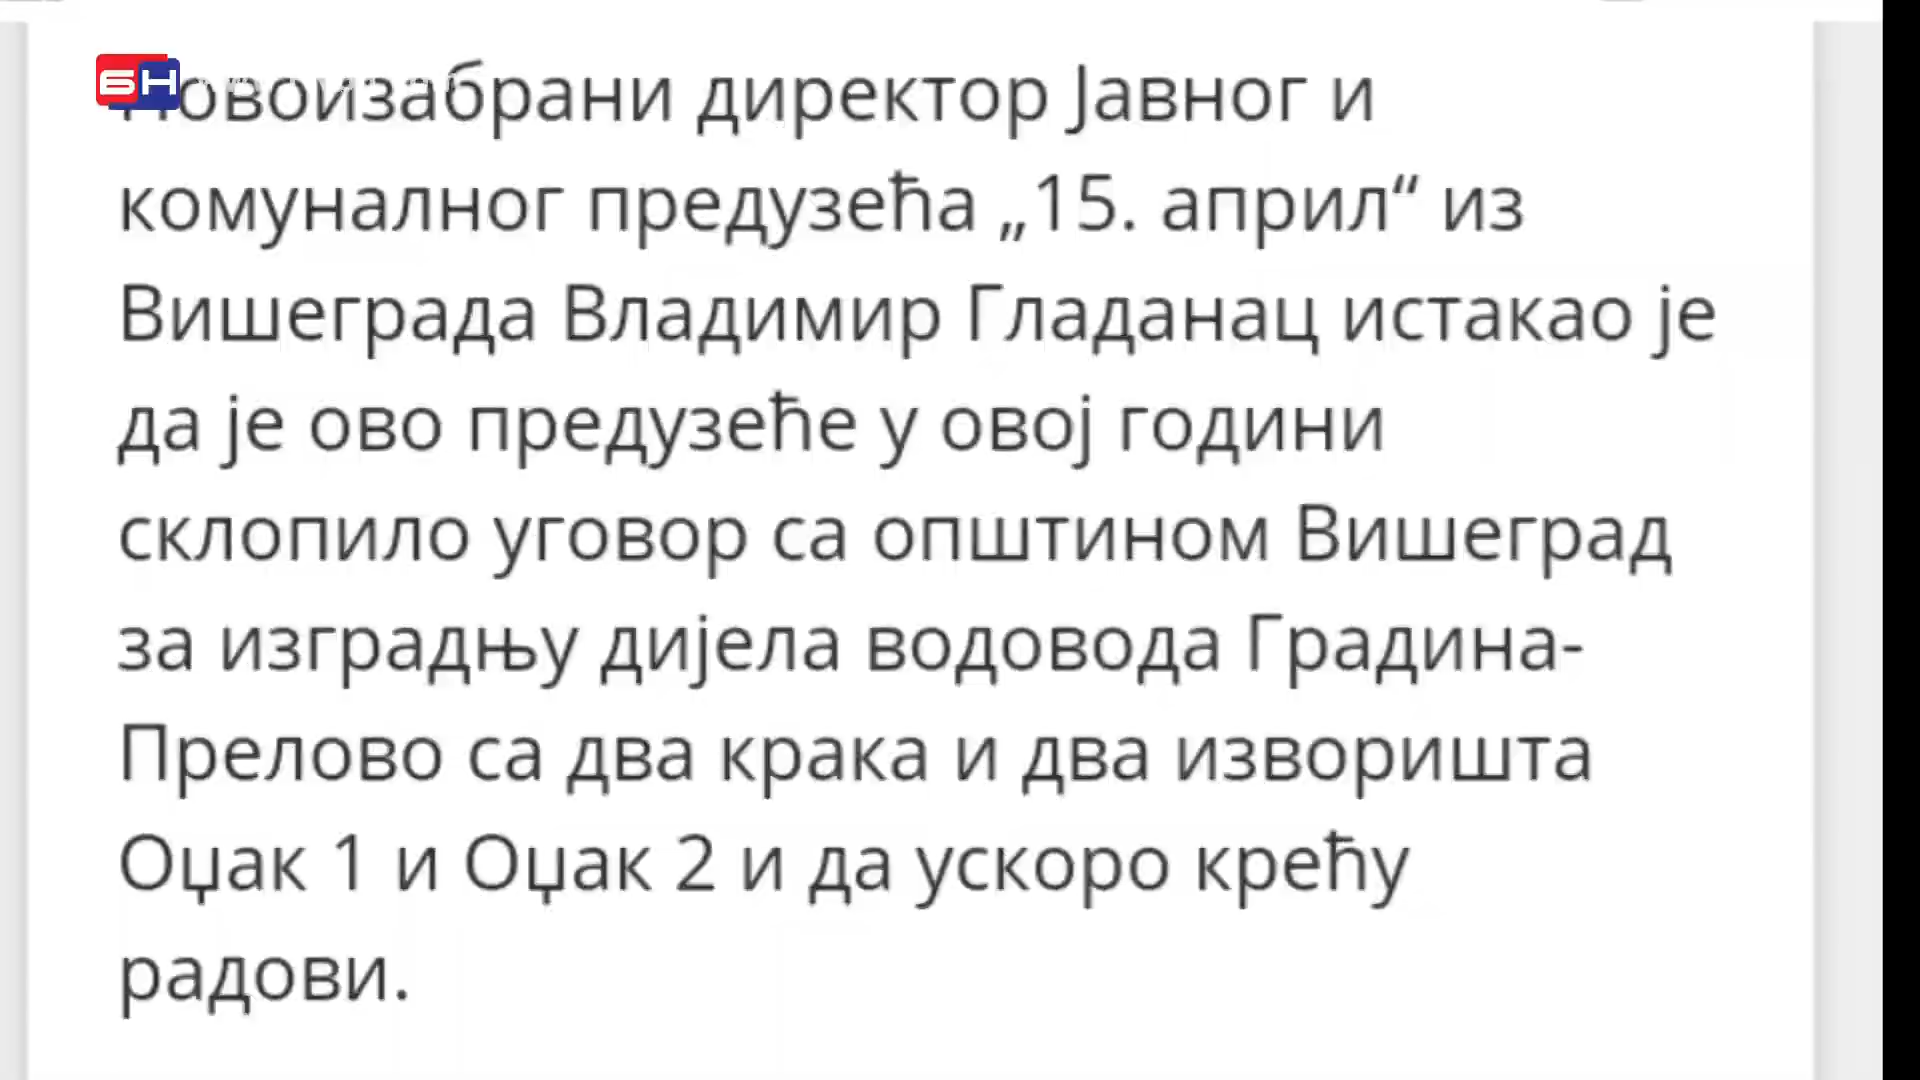 БН
Новоизабрани директор Јавног и
комуналног предузећа „15. април“ из
Вишеграда Владимир Гладанац истакао је
да је ово предузеће у овој години
склопило уговор са општином Вишеград
за изградњу дијела водовода Градина-
Прелово са два крака и два изворишта
Оџак 1 и Оџак 2 и да ускоро крећу
радови.